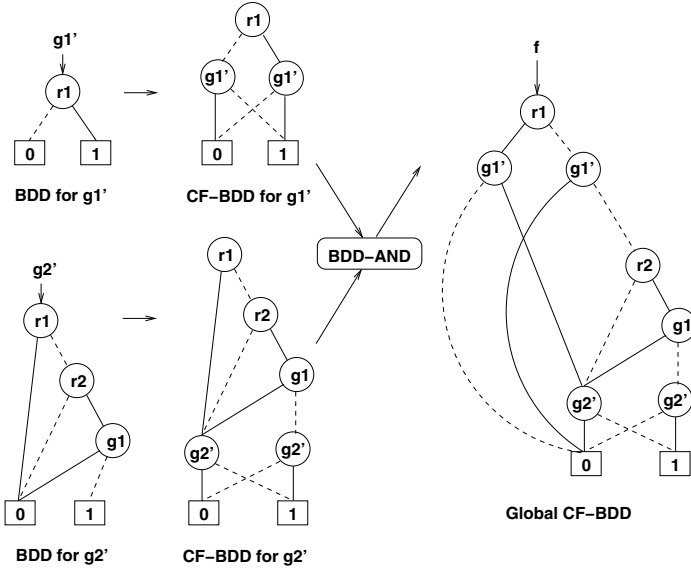 g1'
r1
0 1
BDD for g1'
r1
g1' g1'
0 1
CF-BDD for g1'
g2'
r1
r2
g1
0 1
BDD for g2'
r1
r2
g1
g2' g2'
0 1
CF-BDD for g2'
BDD-AND
f
r1
g1' g1'
r2
g1
g2' g2'
0 1
Global CF-BDD